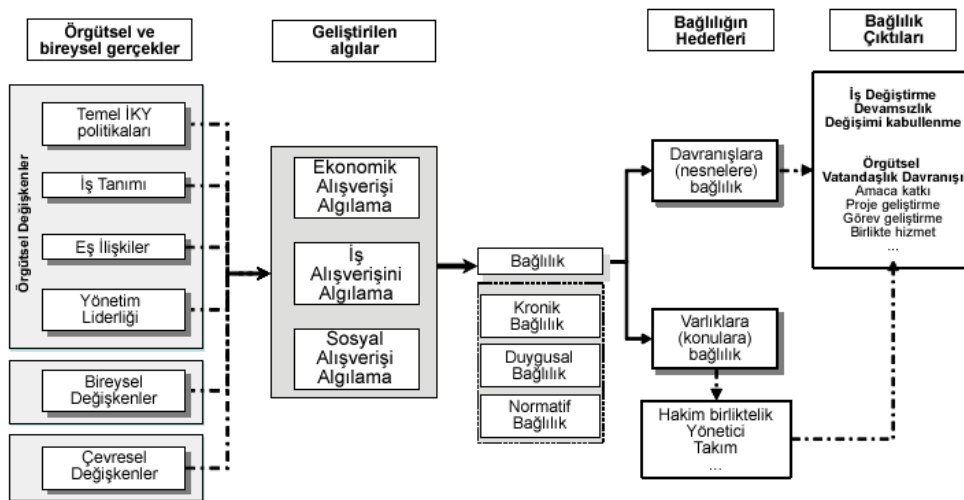 Örgütsel ve
bireysel gerçekler
Geliştirilen
algılar
Bağlılığın
Hedefleri
Bağlılık
Çıktıları
Örgütsel Değişkenler
Temel İKY
politikaları
İş Tanımı
Eş İlişkiler
Yönetim
Liderliği
Bireysel
Değişkenler
Çevresel
Değişkenler
Ekonomik
Alışverişi
Algılama
İş
Alışverişini
Algılama
Sosyal
Alışverişi
Algılama
Bağlılık
Kronik
Bağlılık
Duygusal
Bağlılık
Normatif
Bağlılık
Davranışlara
(nesnelere)
bağlılık
Varlıklara
(konulara)
bağlılık
Hakim birliktelik
Yönetici
Takım
...
İş Değiştirme
Devamsızlık
Değişimi kabullenme
Örgütsel
Vatandaşlık Davranışı
Amaca katkı
Proje geliştirme
Görev geliştirme
Birlikte hizmet
...